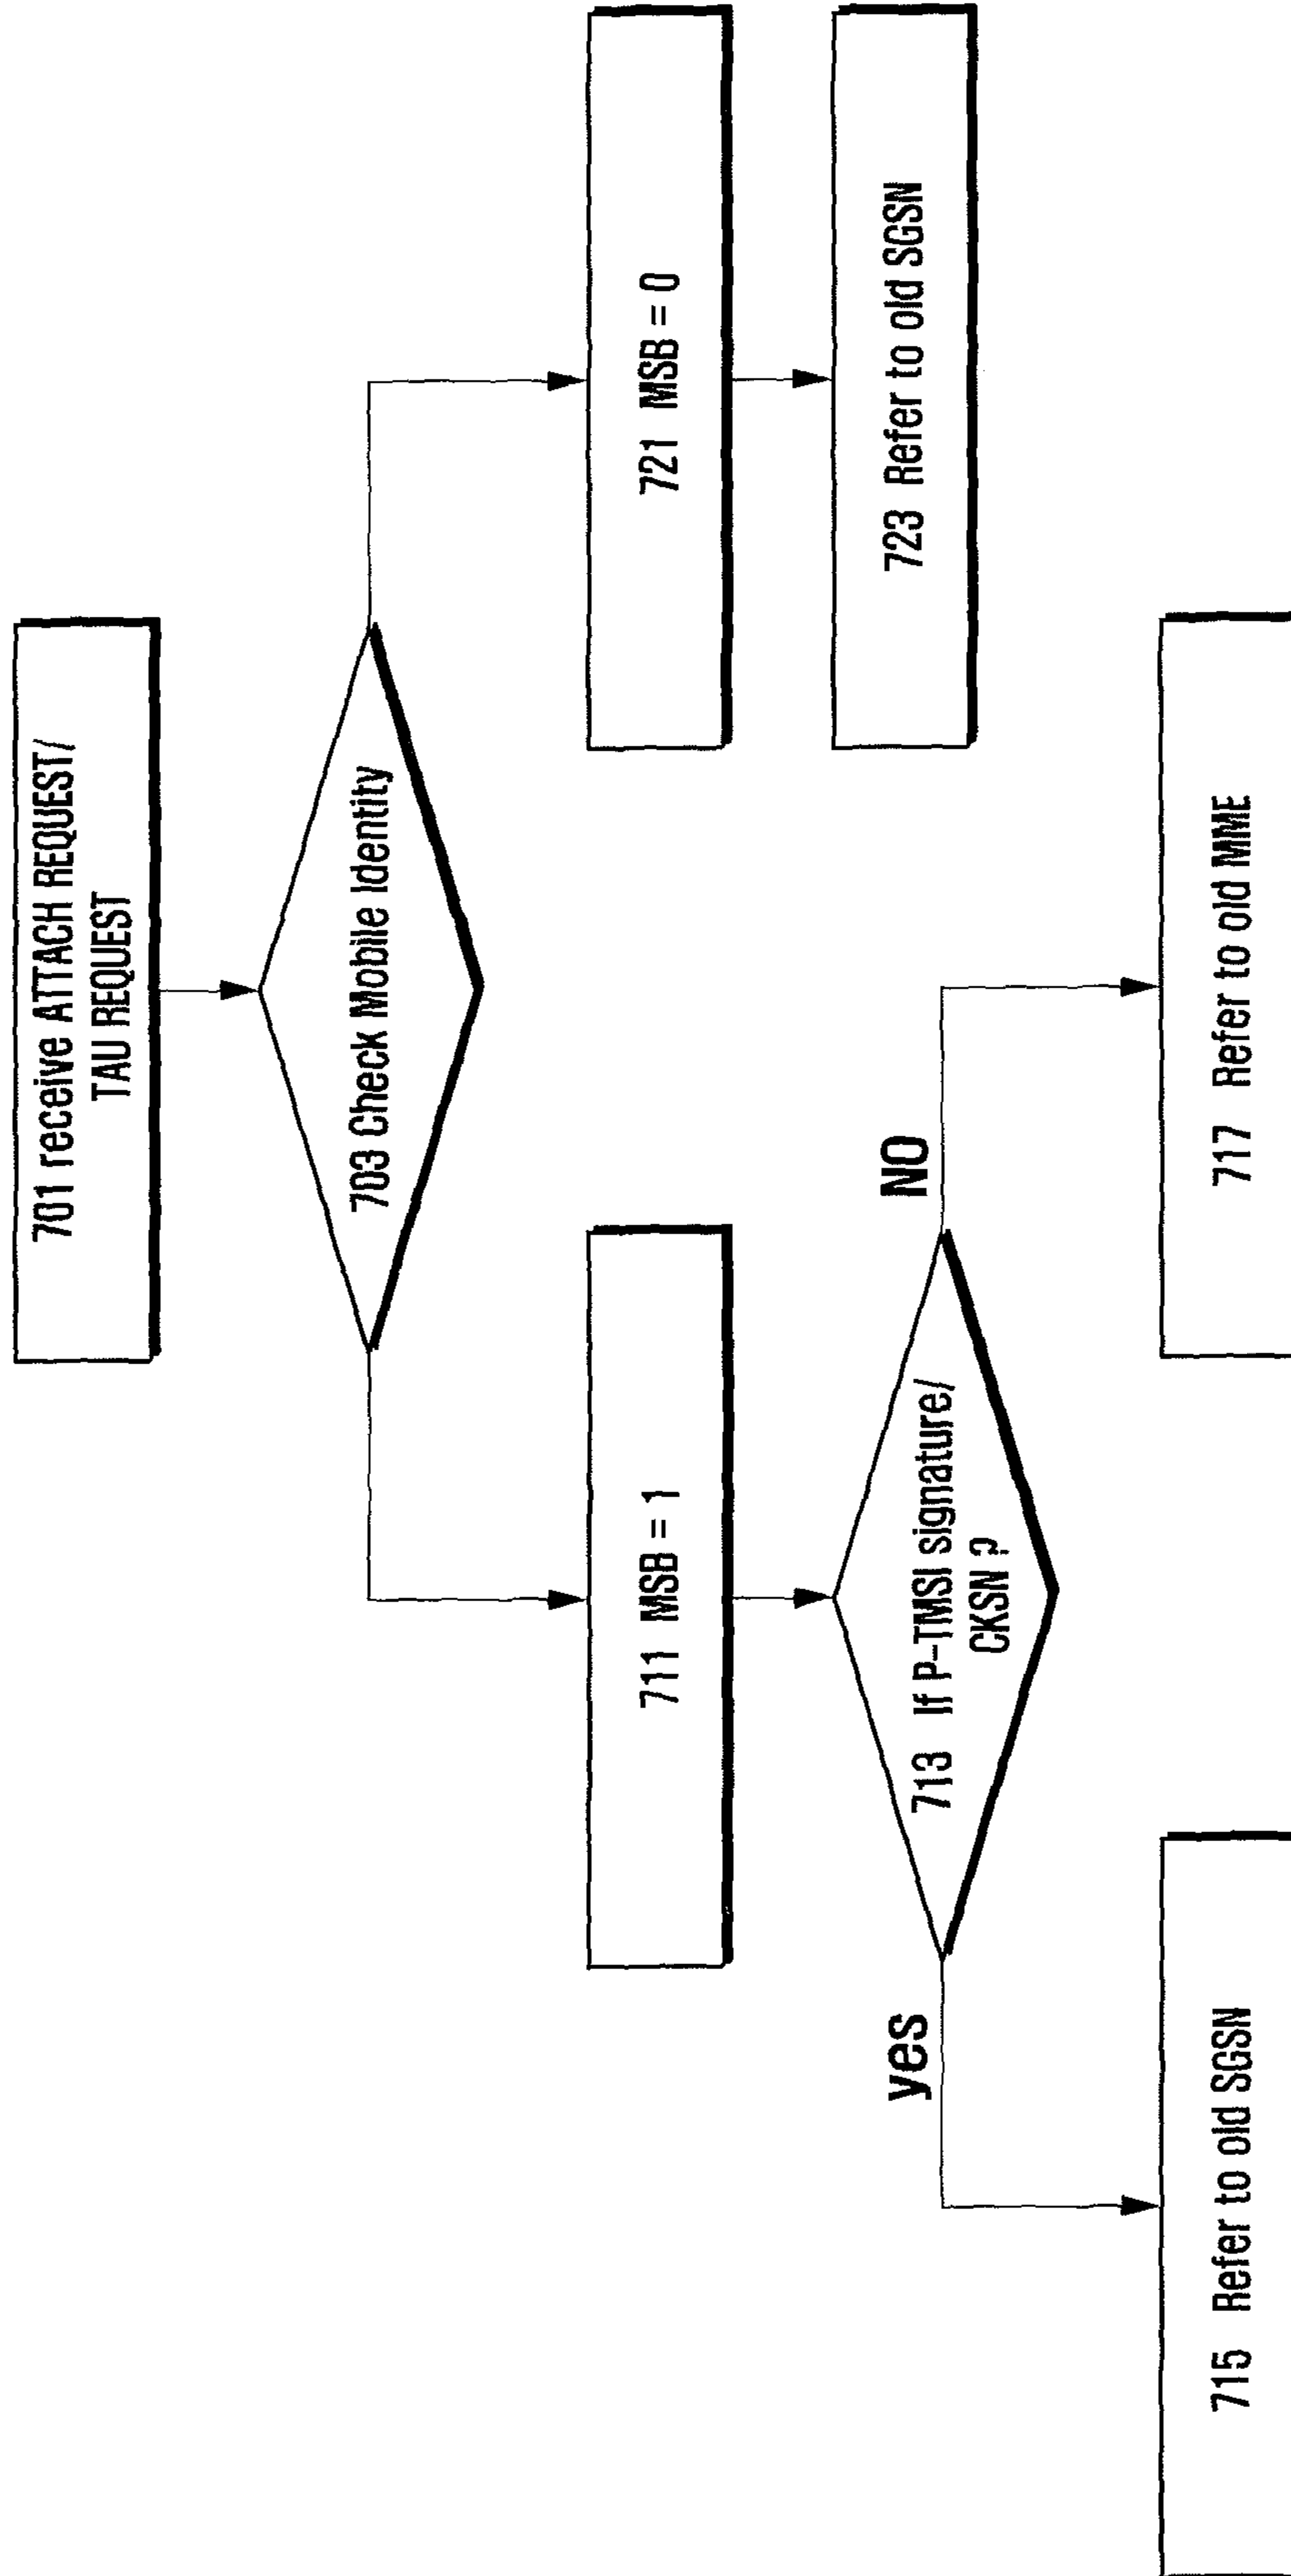 701 receive ATTACH REQUEST/
TAU REQUEST
703 Check Mobile Identity
711 MSB = 1
721 MSB = 0
713 If P-TMSI signature/
CKSN ?
723 Refer to old SGSN
yes
NO
715 Refer to old SGSN
717 Refer to old MME